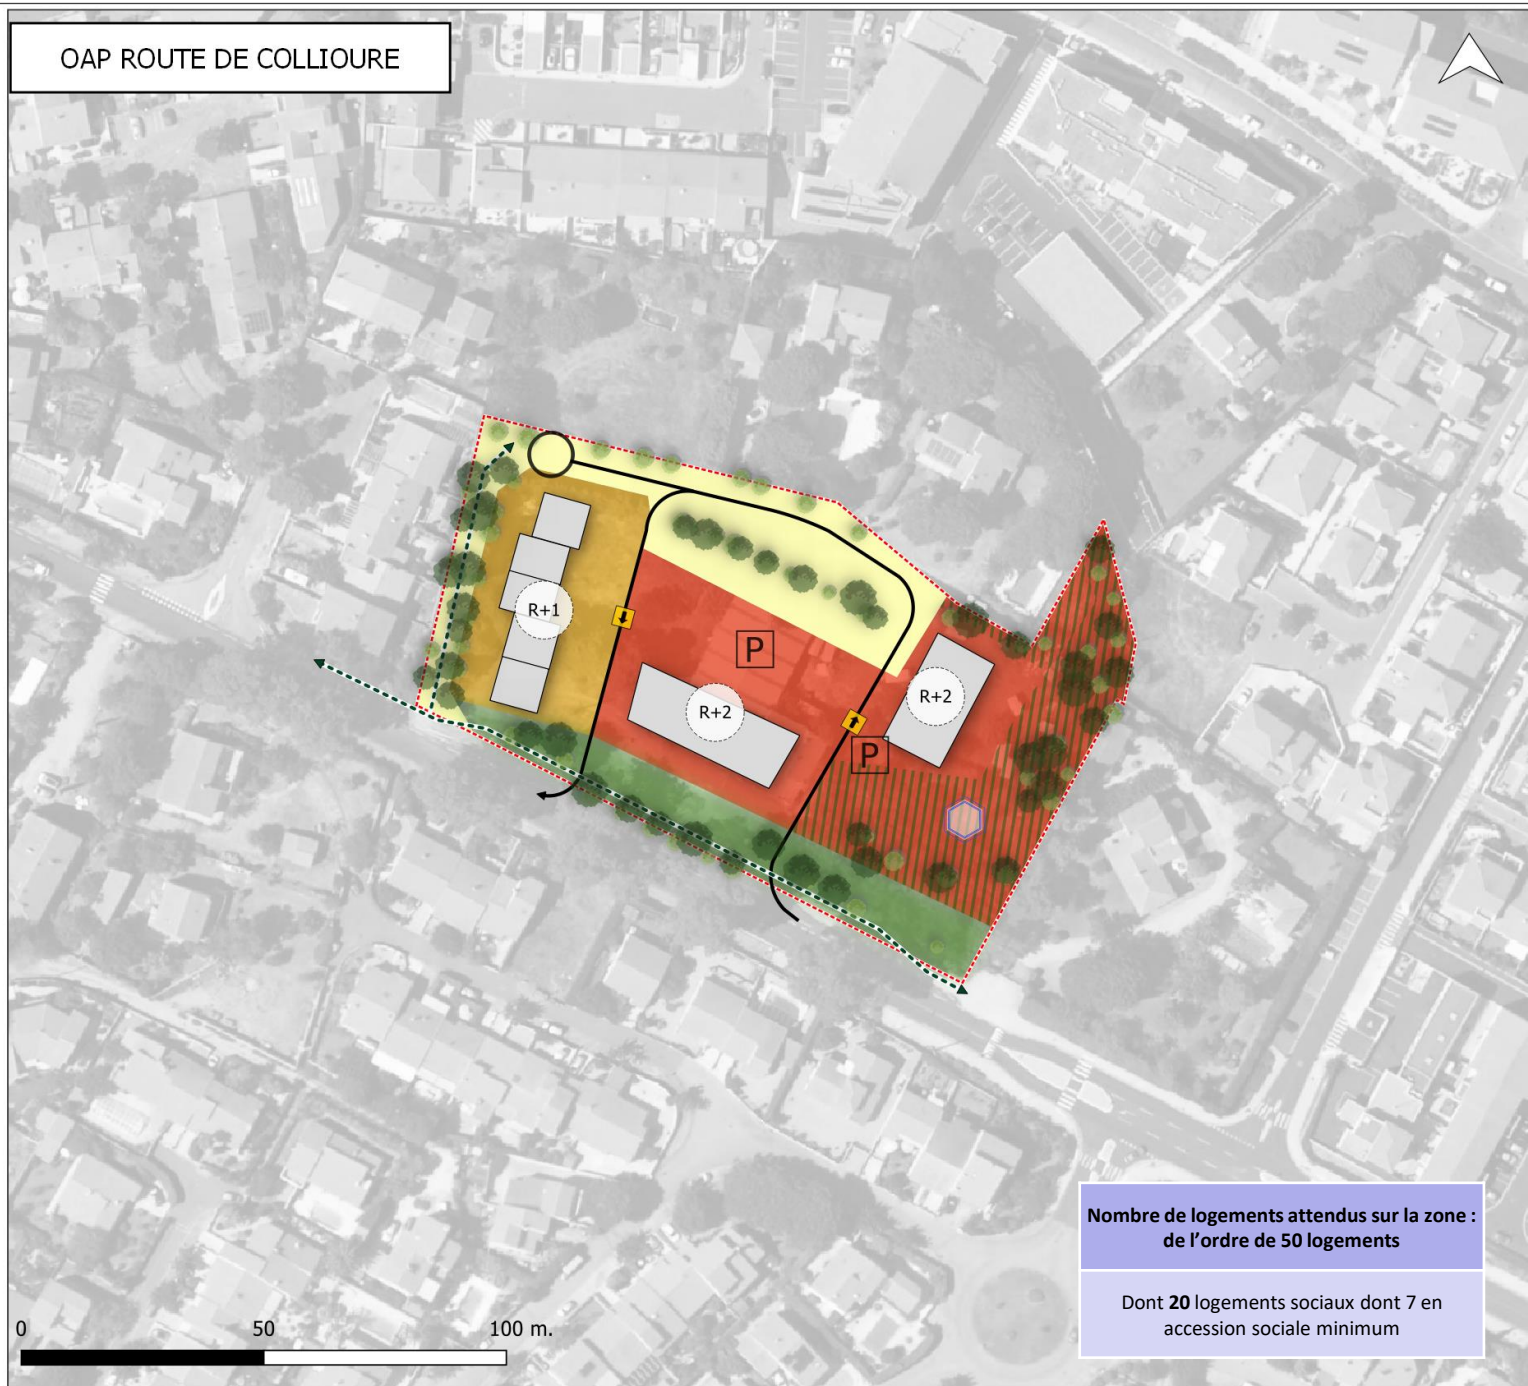 OAP ROUTE DE COLLIOURE
R+1
P
R+2
R+2
P
Nombre de logements attendus sur la zone :
de l’ordre de 50 logements
Dont 20 logements sociaux dont 7 en
accession sociale minimum
0 50 100 m.